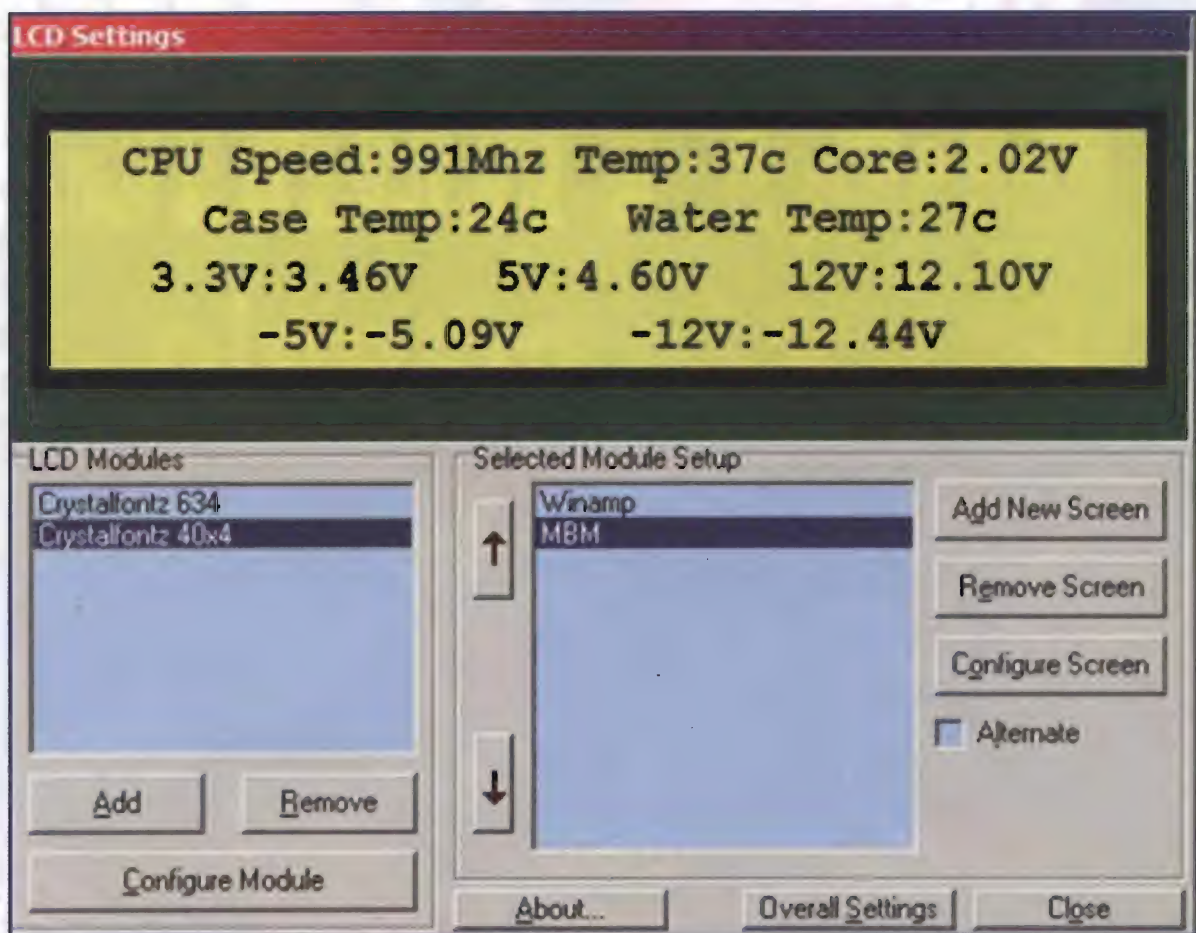 LCD Settings
CPU Speed:991Mhz Temp:37c Core:2.02V
Case Temp:24c Water Temp:27c
3.3V:3.46V 5V:4.60V 12V:12.10V
-5V:-5.09V -12V:-12.44V
LCD Modules
Crystalfontz 634
Crystalfontz 40x4
Add
Remove
Configure Module
Selected Module Setup
Winamp
MBM
Add New Screen
Remove Screen
Configure Screen
Alternate
About...
Overall Settings
Close